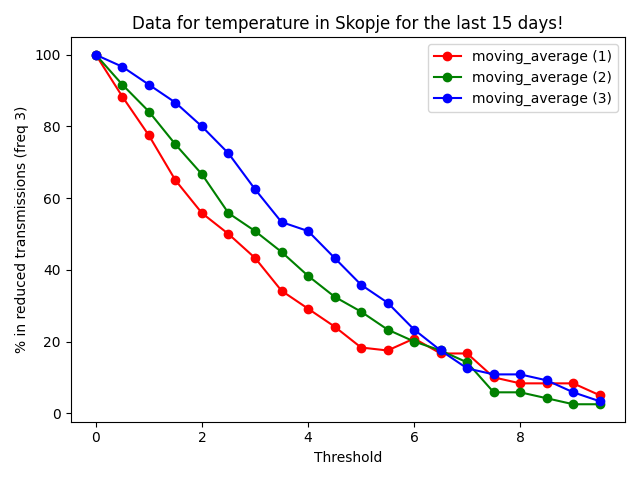 Data for temperature in Skopje for the last 15 days!
moving_average (1)
moving_average (2)
moving_average (3)
% in reduced transmissions (freq 3)
100
80
60
40
20
0
0 2 4 6 8
Threshold